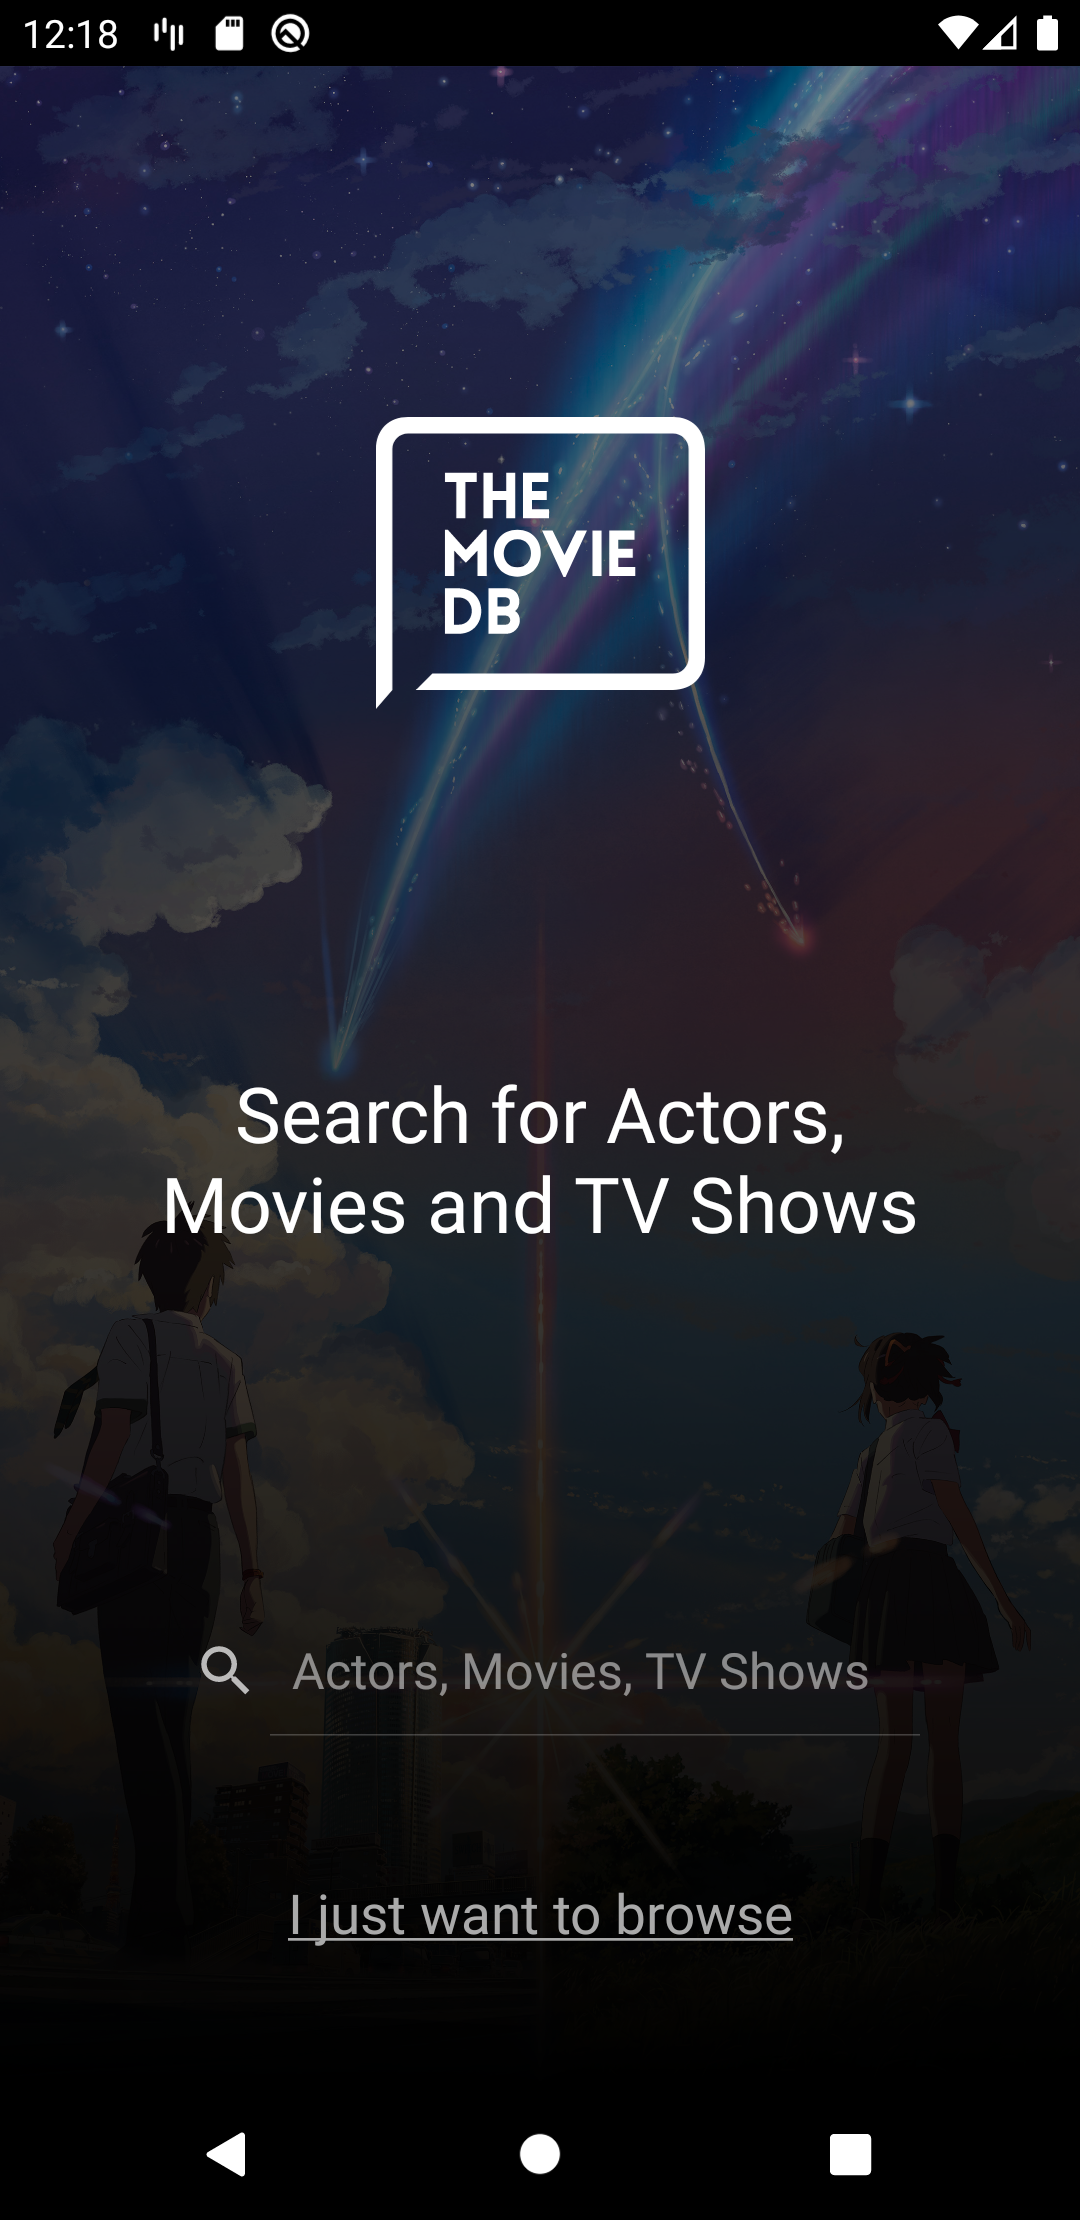 12:18
THE
MOVIE
DB
Search for Actors,
Movies and TV Shows
Actors, Movies, TV Shows
I just want to browse